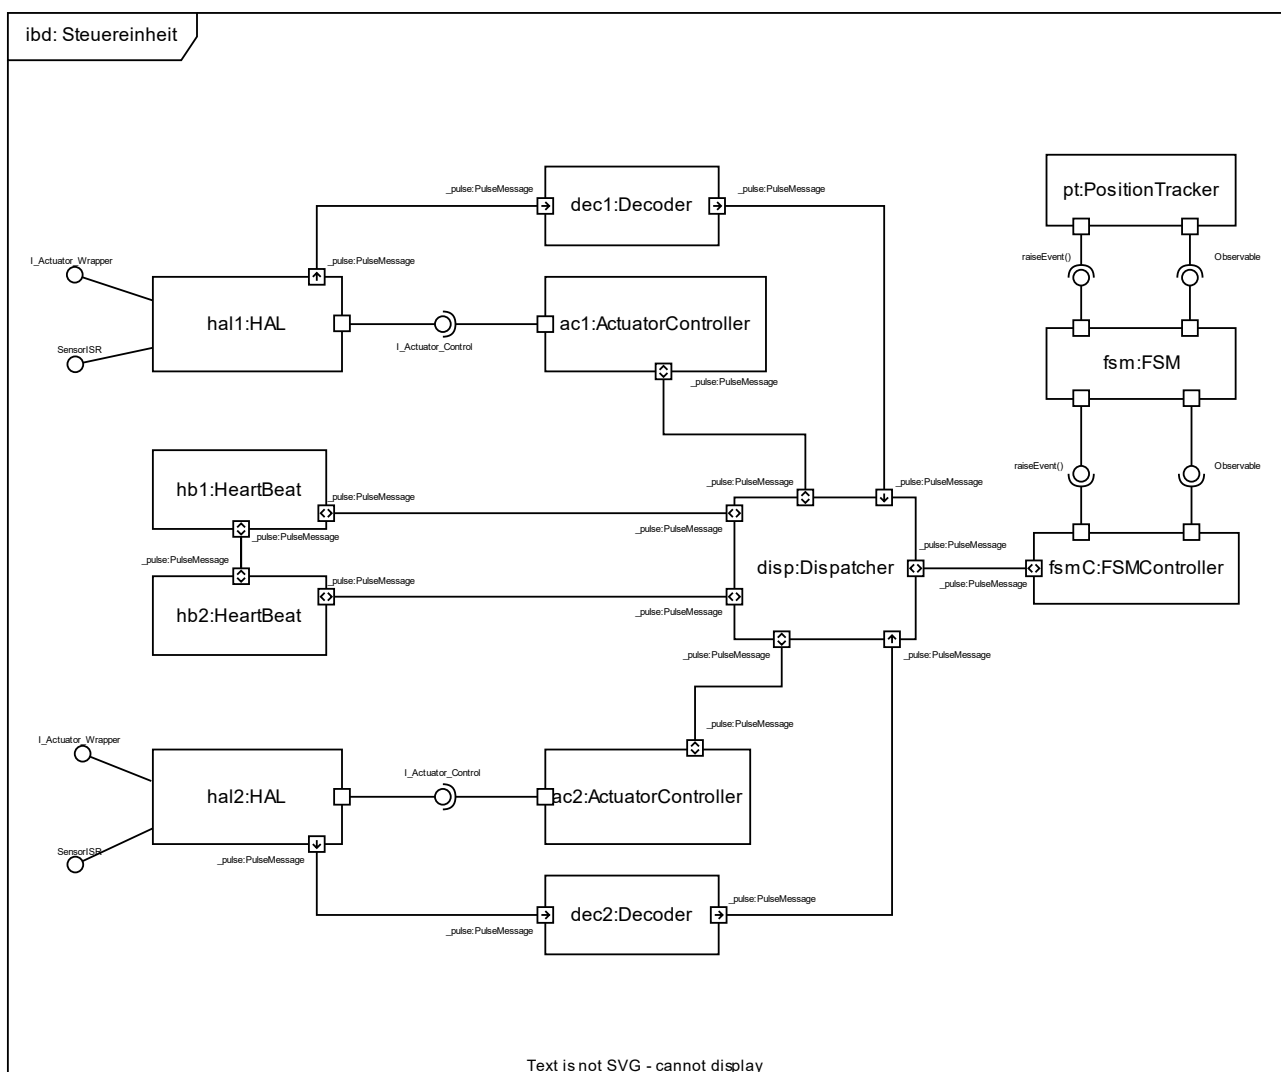 ibd: Steuereinheit
_pulse:PulseMessage
_pulse:PulseMessage
dec1:Decoder
pt:PositionTracker
I_Actuator_Wrapper
_pulse:PulseMessage
raiseEvent()
Observable
hal1:HAL
ac1:ActuatorController
SensorISR
I_Actuator_Control
fsm:FSM
_pulse:PulseMessage
raiseEvent()
Observable
hb1:HeartBeat
_pulse:PulseMessage
_pulse:PulseMessage
_pulse:PulseMessage
_pulse:PulseMessage
_pulse:PulseMessage
_pulse:PulseMessage
_pulse:PulseMessage
disp:Dispatcher
fsmC:FSMController
_pulse:PulseMessage
_pulse:PulseMessage
hb2:HeartBeat
_pulse:PulseMessage
_pulse:PulseMessage
_pulse:PulseMessage
_pulse:PulseMessage
I_Actuator_Wrapper
I_Actuator_Control
hal2:HAL
ac2:ActuatorController
SensorISR
_pulse:PulseMessage
_pulse:PulseMessage
dec2:Decoder
_pulse:PulseMessage
Text is not SVG - cannot display